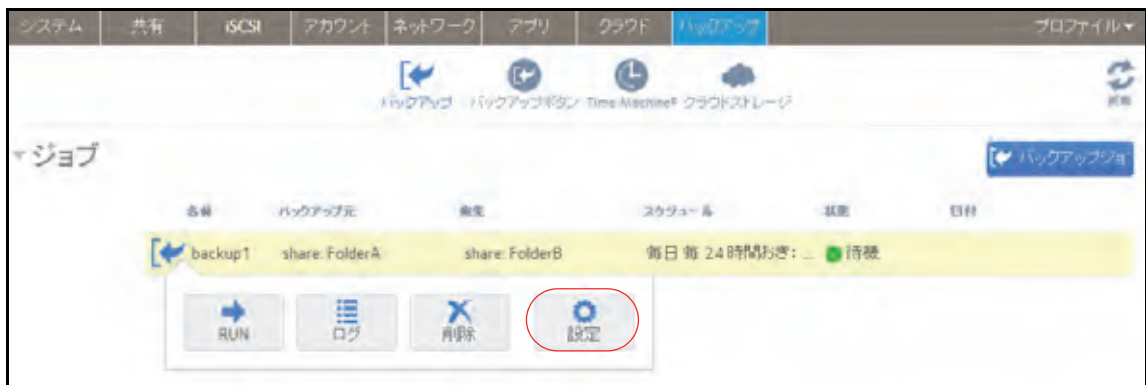 システム 共有 iSCSI アカウント ネットワーク アプリ クラウド バックアップ プロファイル▼
バックアップ バックアップボタン Time Machine® クラウドストレージ
▼ジョブ バックアップジョ
名前 バックアップ元 宛先 スケジュール 状態 日付
backup1 share: FolderA share: FolderB 毎日 毎 24時間おき: ... 待機
RUN ログ 削除 設定